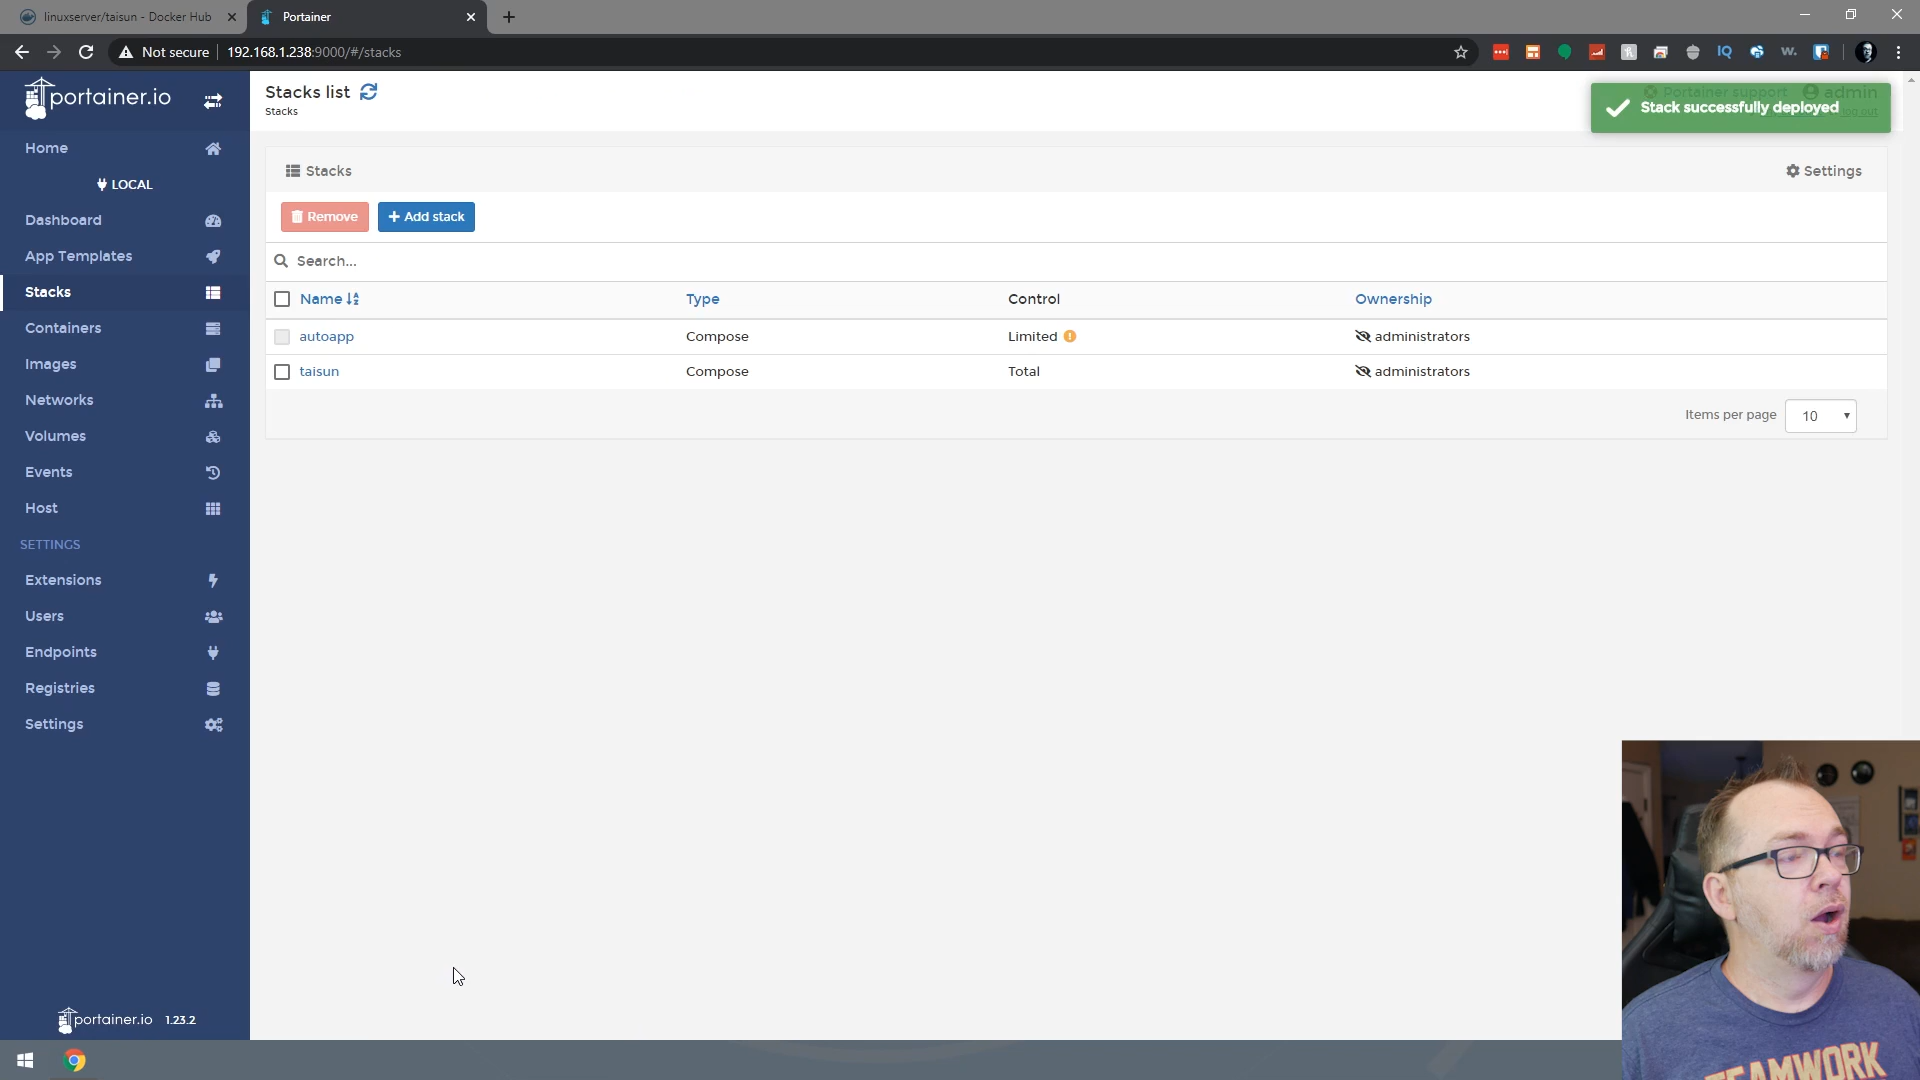 linuxserver/taisun - Docker Hub
Portainer
Not secure
192.168.1.238:9000/#/stacks
IQ
w.
portainer.io
Stacks list
Portainer support
admin
Stacks
Stack successfully deployed
log out
Home
LOCAL
Stacks
Settings
Dashboard
Remove
Add stack
App Templates
Search...
Stacks
Name
Type
Control
Ownership
Containers
autoapp
Compose
Limited
administrators
Images
taisun
Compose
Total
administrators
Networks
Items per page
10
Volumes
Events
Host
SETTINGS
Extensions
Users
Endpoints
Registries
Settings
portainer.io 1.23.2
TEAMWORK